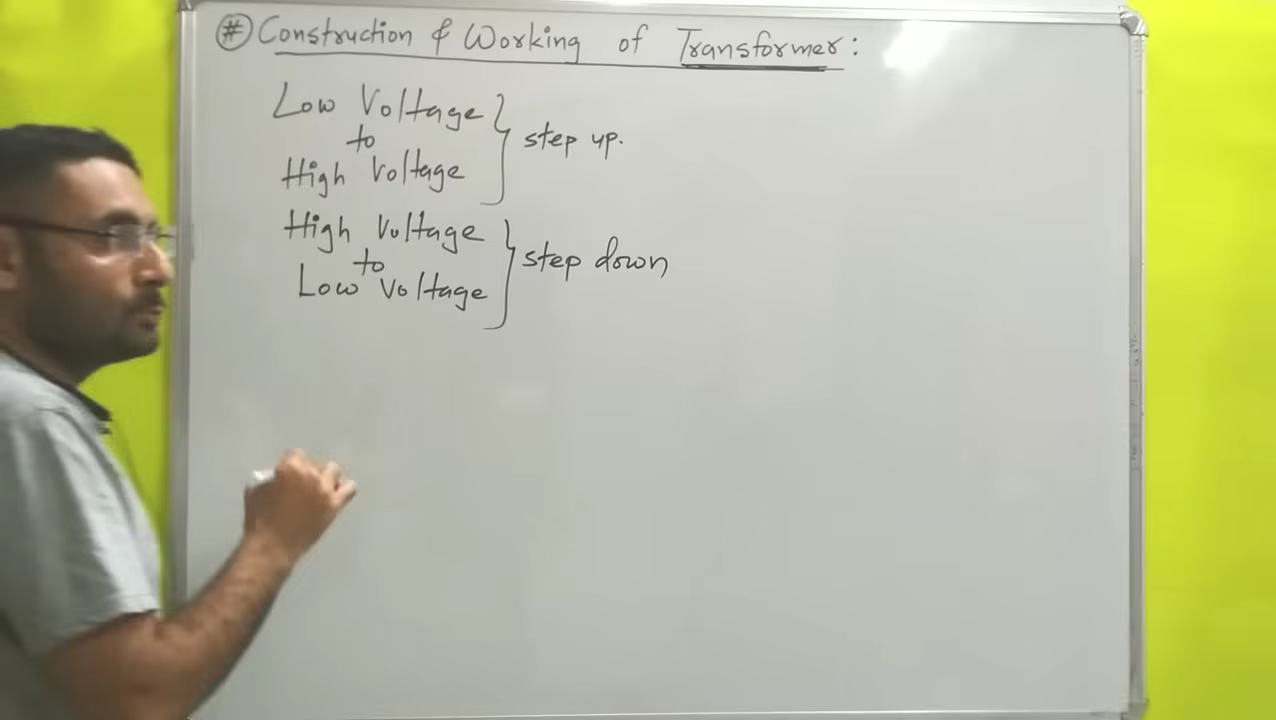 # Construction & Working of Transformer:
Low Voltage
to
High Voltage
step up.
High Voltage
to
Low Voltage
step down